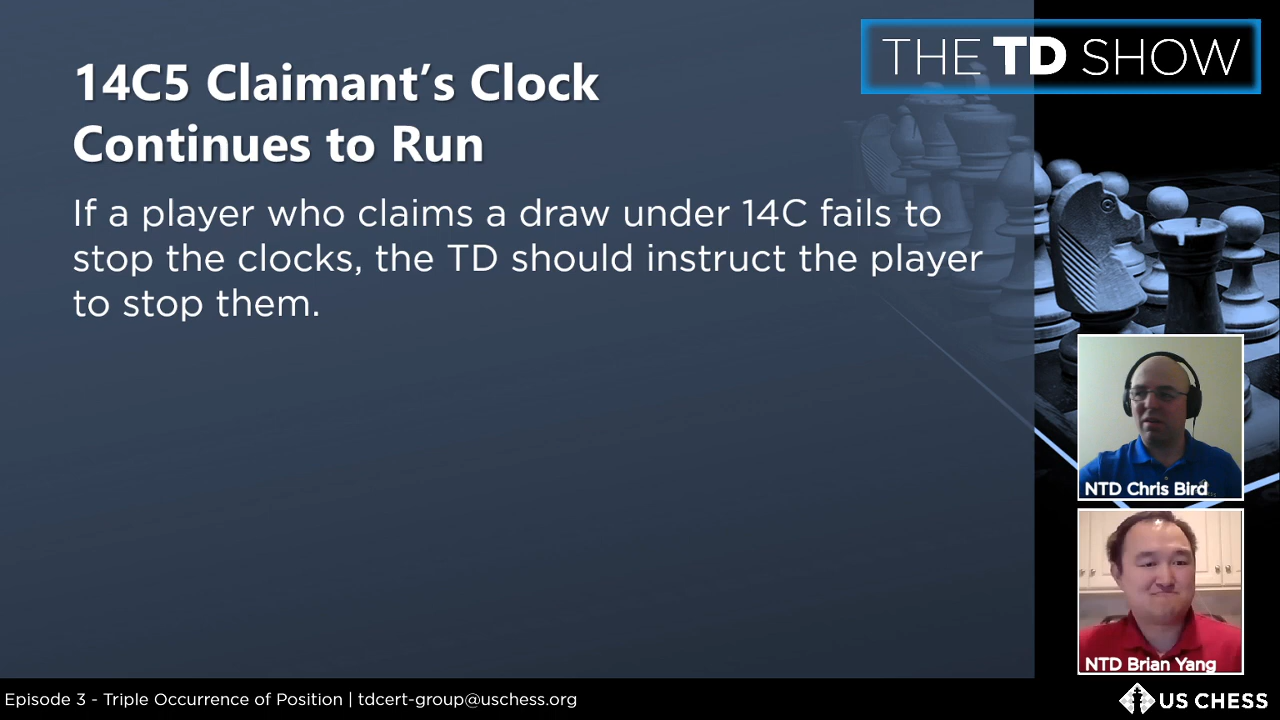 THE TD SHOW
14C5 Claimant’s Clock
Continues to Run
If a player who claims a draw under 14C fails to
stop the clocks, the TD should instruct the player
to stop them.
NTD Chris Bird
NTD Brian Yang
Episode 3 - Triple Occurrence of Position | tdcert-group@uschess.org
US CHESS